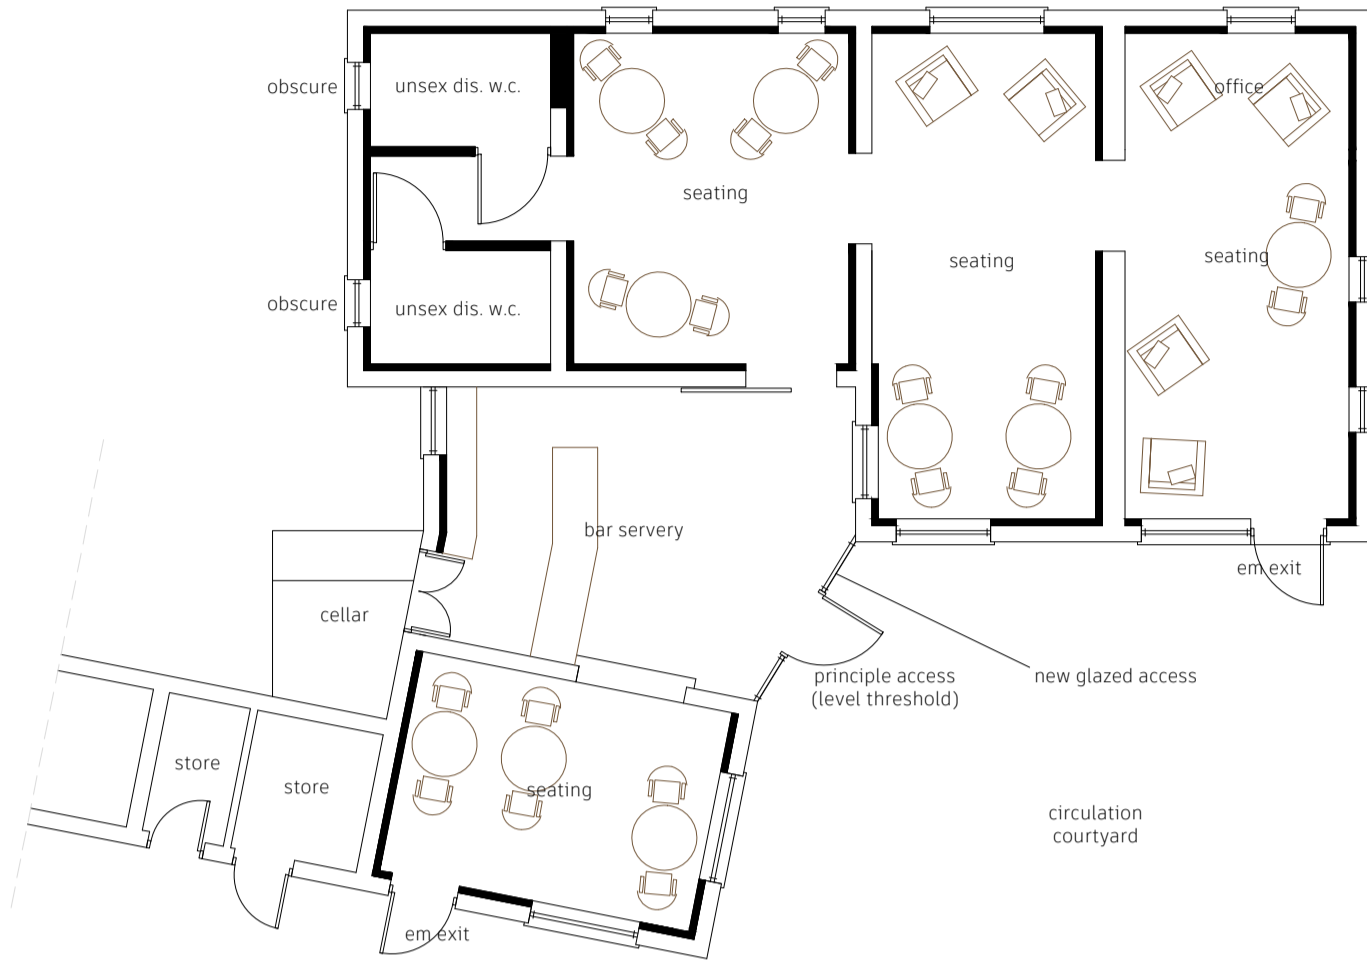 obscure
unsex dis. w.c.
office
seating
seating
seating
obscure
unsex dis. w.c.
bar servery
em exit
cellar
principle access
(level threshold)
new glazed access
store
store
seating
circulation
courtyard
em exit